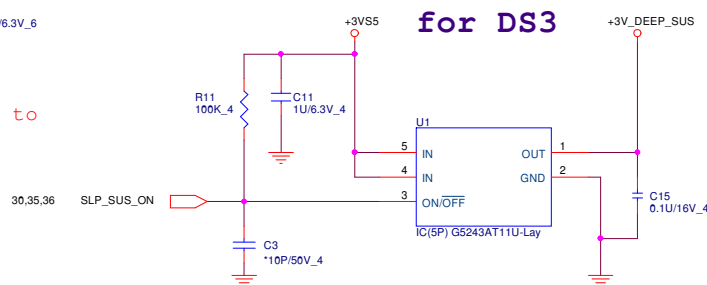 /6.3V_6
for DS3
+3VS5
+3V_DEEP_SUS
R11
100K_4
C11
1U/6.3V_4
to
U1
5
IN
OUT
1
4
IN
GND
2
30,35,36
SLP_SUS_ON
3
ON/OFF
C15
0.1U/16V_4
IC(5P) G5243AT11U-Lay
C3
*10P/50V_4